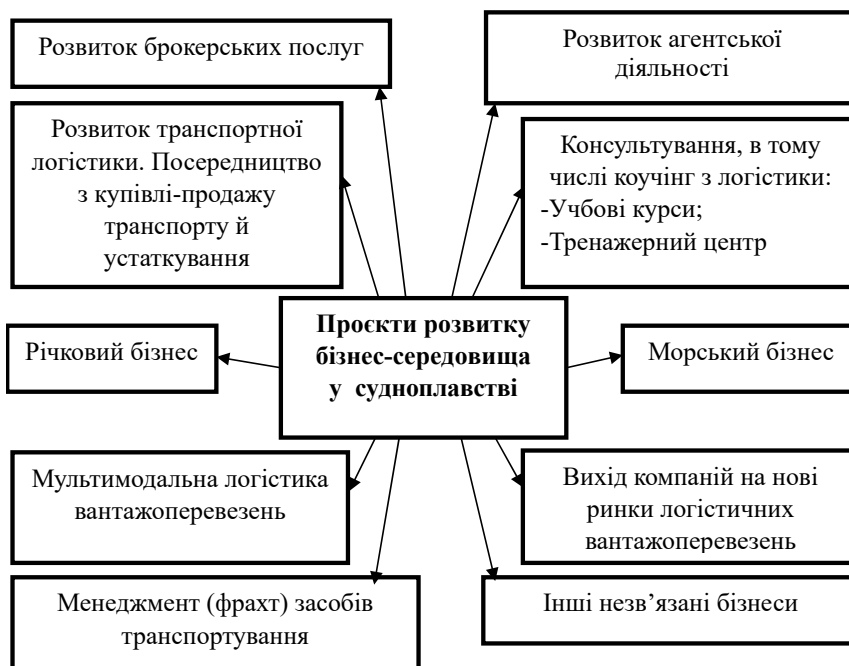 Розвиток брокерських послуг
Розвиток агентської
діяльності
Розвиток транспортної
логістики. Посередництво
з купівлі-продажу
транспорту й
устаткування
Консультування, в тому
числі коучінг з логістики:
-Учбові курси;
-Тренажерний центр
Проєкти розвитку
бізнес-середовища
у судноплавстві
Річковий бізнес
Морський бізнес
Мультимодальна логістика
вантажоперевезень
Вихід компаній на нові
ринки логістичних
вантажоперевезень
Менеджмент (фрахт) засобів
транспортування
Інші незв’язані бізнеси